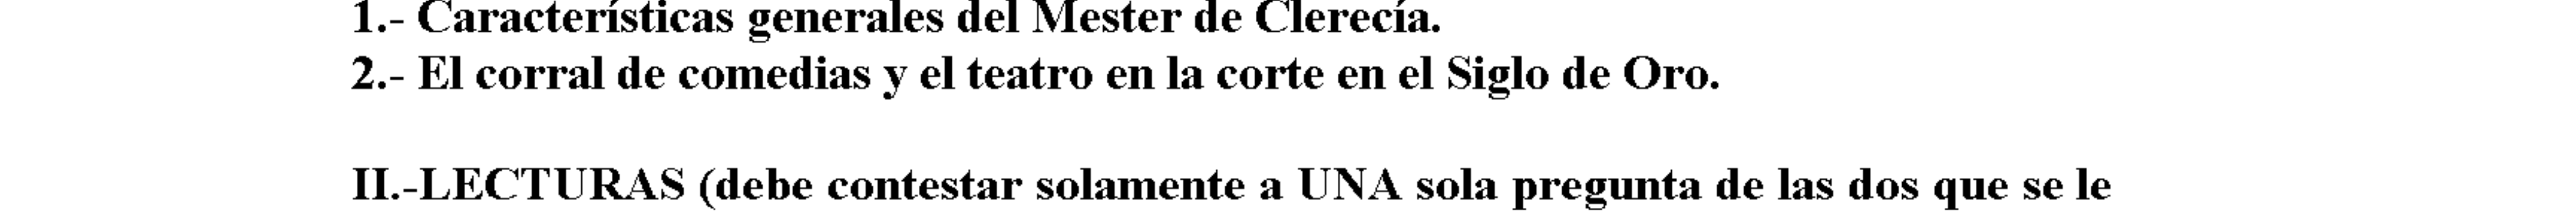 1.- Características generales del Mester de Clerecía.
2.- El corral de comedias y el teatro en la corte en el Siglo de Oro.
II.-LECTURAS (debe contestar solamente a UNA sola pregunta de las dos que se le